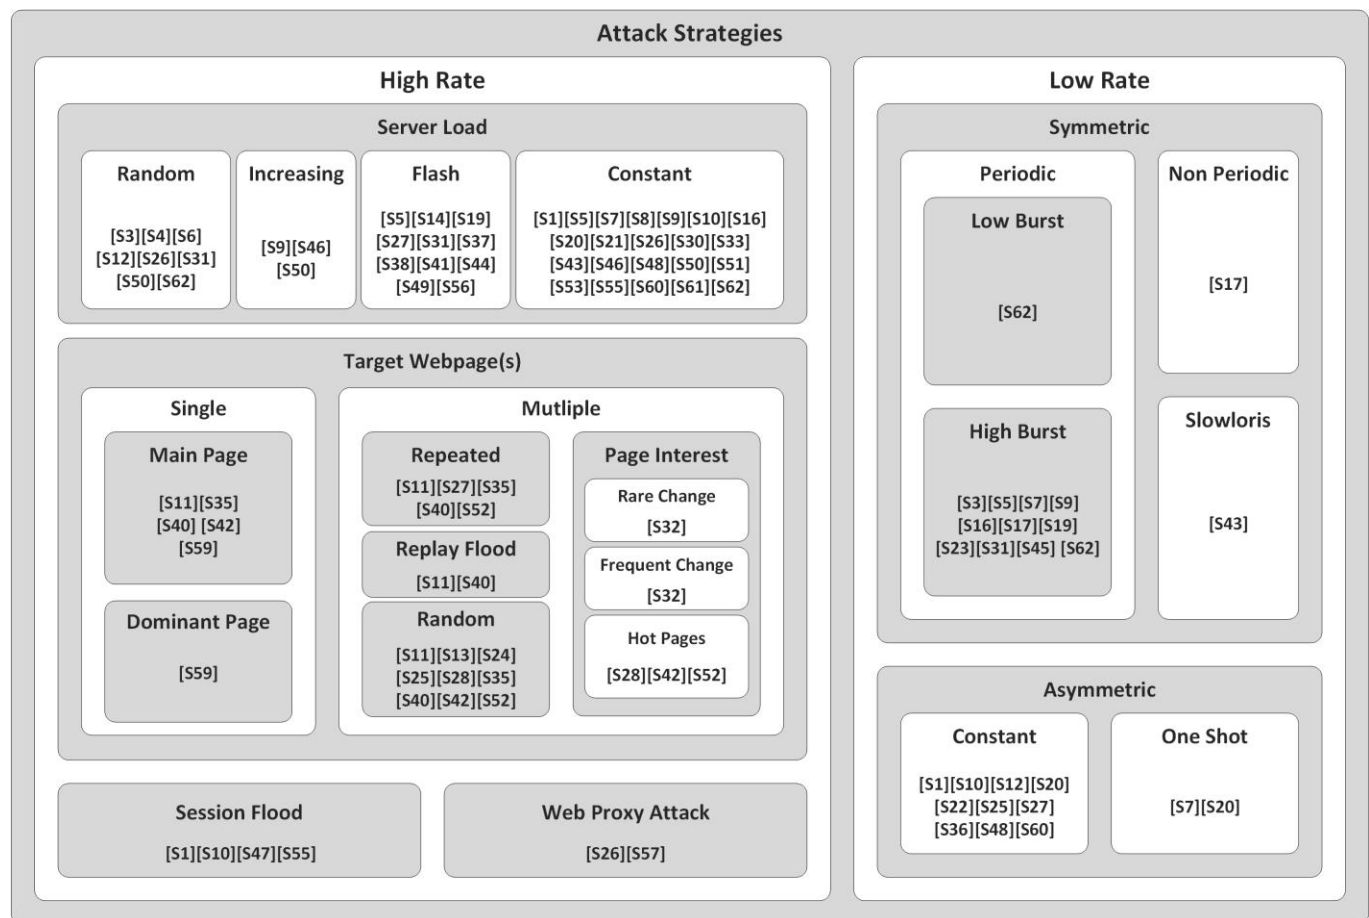 Attack Strategies
High Rate
Server Load
Random
[S3][S4][S6]
[S12][S26][S31]
[S50][S62]
Increasing
[S9][S46]
[S50]
Flash
[S5][S14][S19]
[S27][S31][S37]
[S38][S41][S44]
[S49][S56]
Constant
[S1][S5][S7][S8][S9][S10][S16]
[S20][S21][S26][S30][S33]
[S43][S46][S48][S50][S51]
[S53][S55][S60][S61][S62]
Target Webpage(s)
Single
Main Page
[S11][S35]
[S40] [S42]
[S59]
Dominant Page
[S59]
Mutliple
Repeated
[S11][S27][S35]
[S40][S52]
Replay Flood
[S11][S40]
Random
[S11][S13][S24]
[S25][S28][S35]
[S40][S42][S52]
Page Interest
Rare Change
[S32]
Frequent Change
[S32]
Hot Pages
[S28][S42][S52]
Session Flood
[S1][S10][S47][S55]
Web Proxy Attack
[S26][S57]
Low Rate
Symmetric
Periodic
Low Burst
[S62]
High Burst
[S3][S5][S7][S9]
[S16][S17][S19]
[S23][S31][S45] [S62]
Non Periodic
[S17]
Slowloris
[S43]
Asymmetric
Constant
[S1][S10][S12][S20]
[S22][S25][S27]
[S36][S48][S60]
One Shot
[S7][S20]